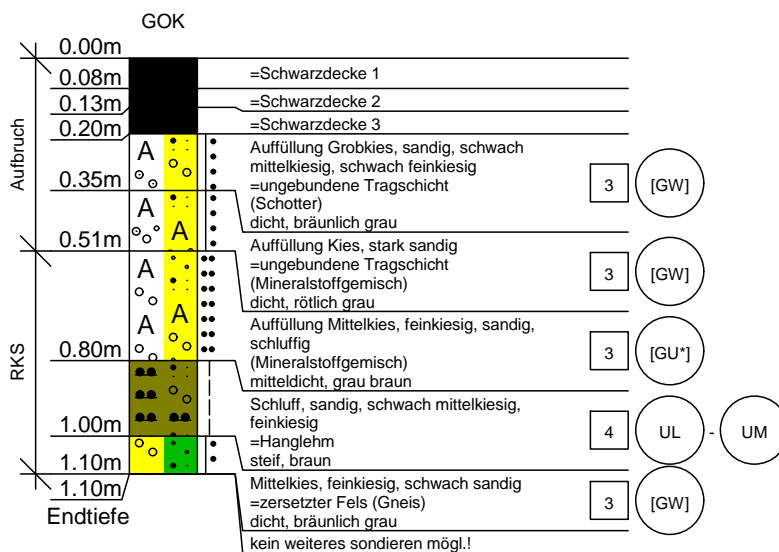 GOK
0.00m
0.08m
=Schwarzdecke 1
0.13m
=Schwarzdecke 2
0.20m
=Schwarzdecke 3
Aufbruch
A
Auffüllung Grobkies, sandig, schwach
mittelkiesig, schwach feinkiesig
=ungebundene Tragschicht
(Schotter)
dicht, bräunlich grau
3
[GW]
0.35m
A
A
Auffüllung Kies, stark sandig
=ungebundene Tragschicht
(Mineralstoffgemisch)
dicht, rötlich grau
3
[GW]
0.51m
RKS
A
A
A
Auffüllung Mittelkies, feinkiesig, sandig,
schluffig
(Mineralstoffgemisch)
mitteldicht, grau braun
3
[GU*]
0.80m
Schluff, sandig, schwach mittelkiesig,
feinkiesig
=Hanglehm
steif, braun
4
UL
-
UM
1.00m
Mittelkies, feinkiesig, schwach sandig
=zersetzter Fels (Gneis)
dicht, bräunlich grau
3
[GW]
1.10m
1.10m
Endtiefe
kein weiteres sondieren mögl.!